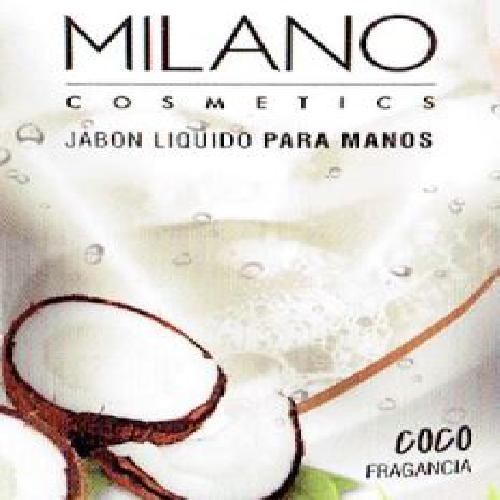 MILANO
COSMETICS
JABON LIQUIDO PARA MANOS
COCO
FRAGANCIA